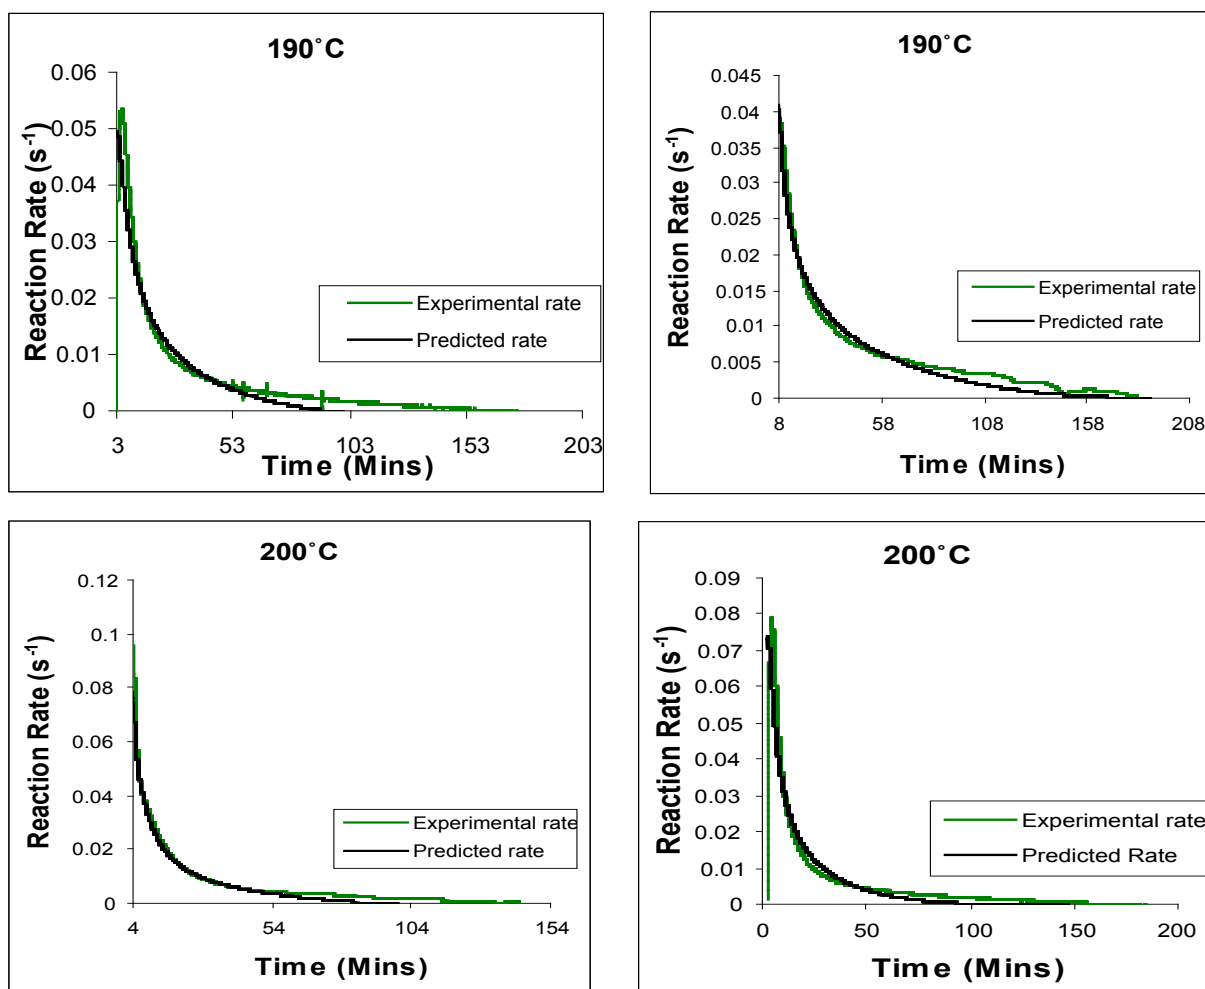 190˚C
0.06
0.05
0.04
0.03
0.02
0.01
0
Reaction Rate (s-1)
Experimental rate
Predicted rate
3
53
103
153
203
Time (Mins)
190˚C
0.045
0.04
0.035
0.03
0.025
0.02
0.015
0.01
0.005
0
Reaction Rate (s-1)
Experimental rate
Predicted rate
8
58
108
158
208
Time (Mins)
200˚C
0.12
0.1
0.08
0.06
0.04
0.02
0
Reaction Rate (s-1)
Experimental rate
Predicted rate
4
54
104
154
Time (Mins)
200˚C
0.09
0.08
0.07
0.06
0.05
0.04
0.03
0.02
0.01
0
Reaction Rate (s-1)
Experimental rate
Predicted Rate
0
50
100
150
200
Time (Mins)